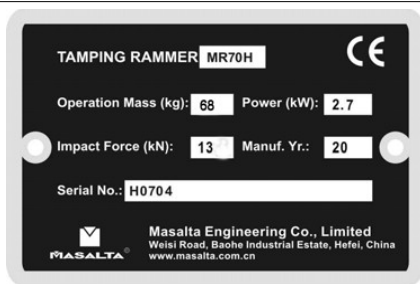 TAMPING RAMMER MR70H CE
Operation Mass (kg): 68 Power (kW): 2.7
Impact Force (kN): 13 Manuf. Yr.: 20
Serial No.: H0704
MASALTA®
Masalta Engineering Co., Limited
Weisi Road, Baohe Industrial Estate, Hefei, China
www.masalta.com.cn